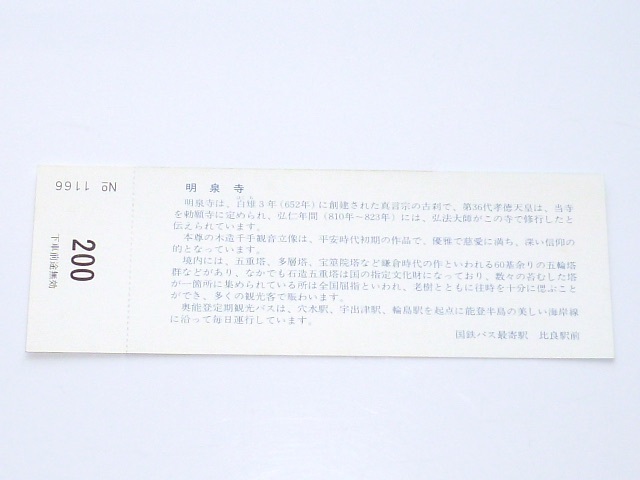 明泉寺
明泉寺は、白雉3年(652年)に創建された真言宗の古刹で、第36代孝徳天皇は、当寺
を勅願寺に定められ、弘仁年間(810年～823年)には、弘法大師がこの寺で修行したと
伝えられています。
本尊の木造千手観音立像は、平安時代初期の作品で、優雅で慈愛に満ち、深い信仰の
的となっています。
境内には、五重塔、多層塔、宝篋院塔など鎌倉時代の作といわれる60基余りの五輪塔
群などがあり、なかでも石造五重塔は国の指定文化財になっており、数々の苔むした塔
が一箇所に集められている所は全国屈指といわれ、老樹とともに往時を十分に偲ぶこと
ができ、多くの観光客で賑わいます。
奥能登定期観光バスは、穴水駅、宇出津駅、輪島駅を起点に能登半島の美しい海岸線
に沿って毎日運行しています。
国鉄バス最寄駅 比良駅前
№ 1166
200
下車前途無効